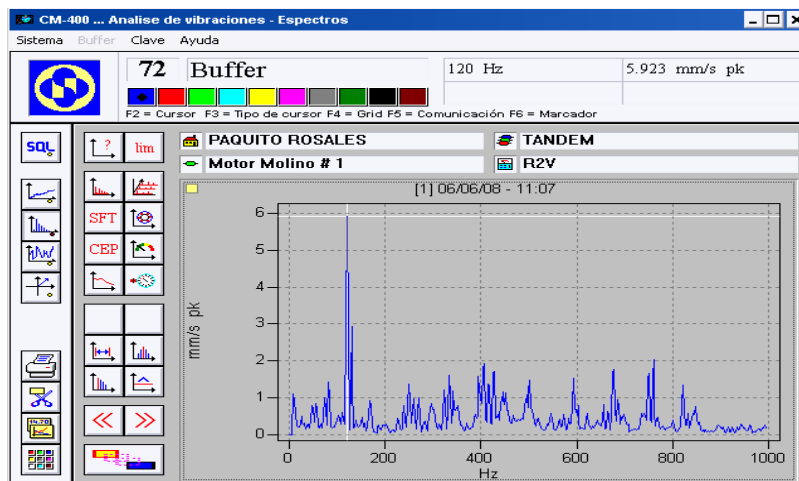 CM-400 ... Analise de vibraciones - Espectros
Sistema Buffer Clave Ayuda
72 Buffer 120 Hz 5.923 mm/s pk
F2 = Cursor F3 = Tipo de cursor F4 = Grid F5 = Comunicación F6 = Marcador
SQL ? lim PAQUITO ROSALES TANDEM
Motor Molino # 1 R2V
[1] 06/06/08 - 11:07
SFT
CEP
6
5
4
3
2
1
0
mm/s pk
0 200 400 600 800 1000
Hz
<< >>
14.70